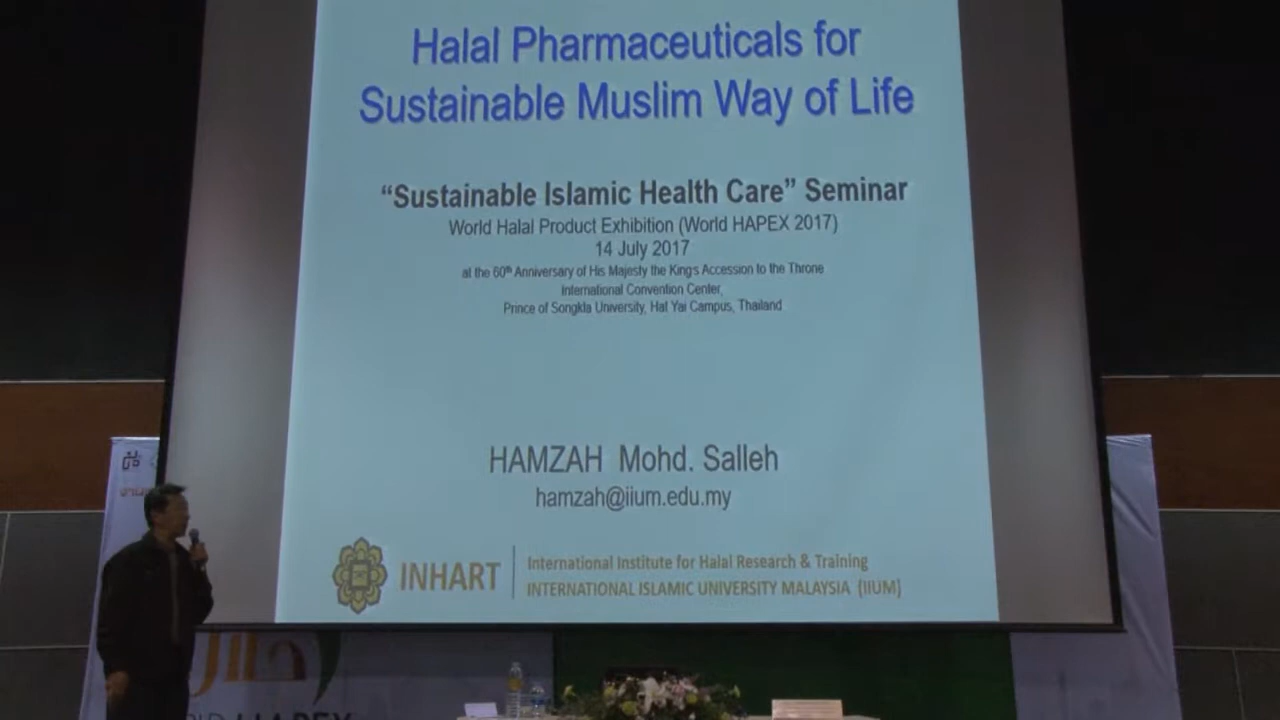 Halal Pharmaceuticals for
Sustainable Muslim Way of Life
“Sustainable Islamic Health Care” Seminar
World Halal Product Exhibition (World HAPEX 2017)
14 July 2017
at the 60th Anniversary of His Majesty the King's Accession to the Throne
International Convention Center,
Prince of Songkla University, Hat Yai Campus, Thailand
HAMZAH Mohd. Salleh
hamzah@iium.edu.my
INHART
International Institute for Halal Research & Training
INTERNATIONAL ISLAMIC UNIVERSITY MALAYSIA (IIUM)
HAPEX